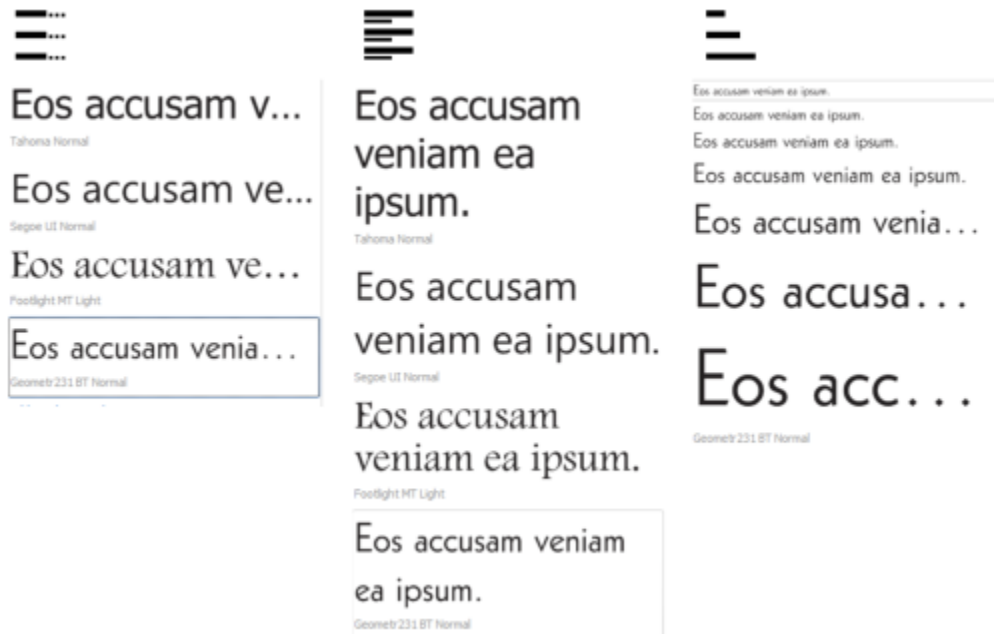 Eos accusam v...
Tahoma Normal
Eos accusam ve...
Segoe UI Normal
Eos accusam ve...
Footlight MT Light
Eos accusam venia...
Geometr231 BT Normal
Eos accusam
veniam ea
ipsum.
Tahoma Normal
Eos accusam
veniam ea ipsum.
Segoe UI Normal
Eos accusam
veniam ea ipsum.
Footlight MT Light
Eos accusam veniam
ea ipsum.
Geometr231 BT Normal
Eos accusam veniam ea ipsum.
Eos accusam veniam ea ipsum.
Eos accusam veniam ea ipsum.
Eos accusam veniam ea ipsum.
Eos accusam venia...
Eos accusa...
Eos acc...
Geometr231 BT Normal